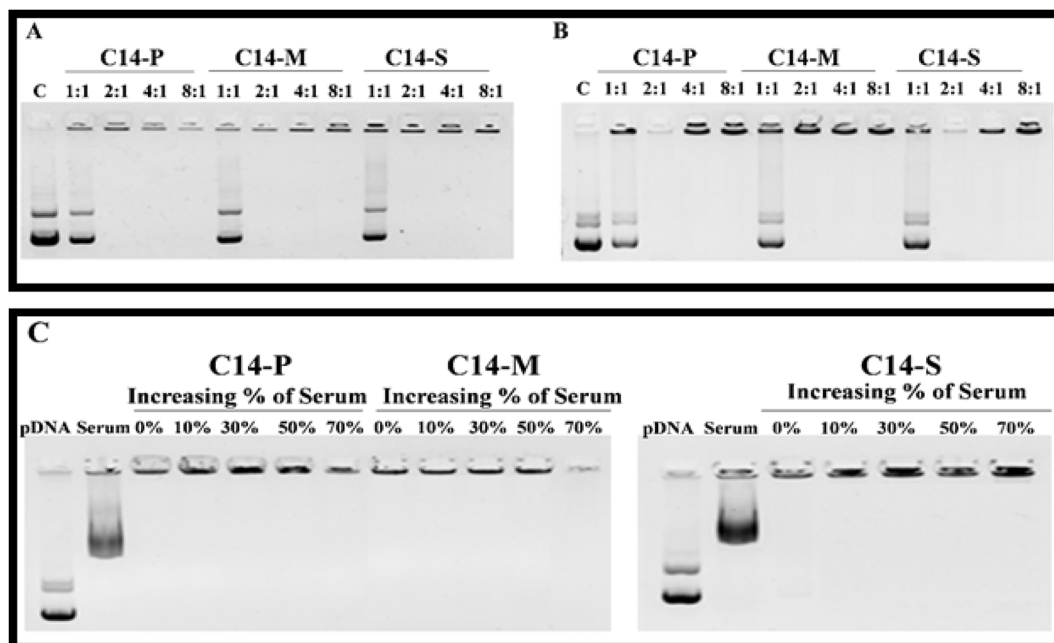 A
C14-P C14-M C14-S
C 1:1 2:1 4:1 8:1 1:1 2:1 4:1 8:1 1:1 2:1 4:1 8:1
B
C14-P C14-M C14-S
C 1:1 2:1 4:1 8:1 1:1 2:1 4:1 8:1 1:1 2:1 4:1 8:1
C
C14-P C14-M
Increasing % of Serum Increasing % of Serum
pDNA Serum 0% 10% 30% 50% 70% 0% 10% 30% 50% 70%
C14-S
Increasing % of Serum
pDNA Serum 0% 10% 30% 50% 70%